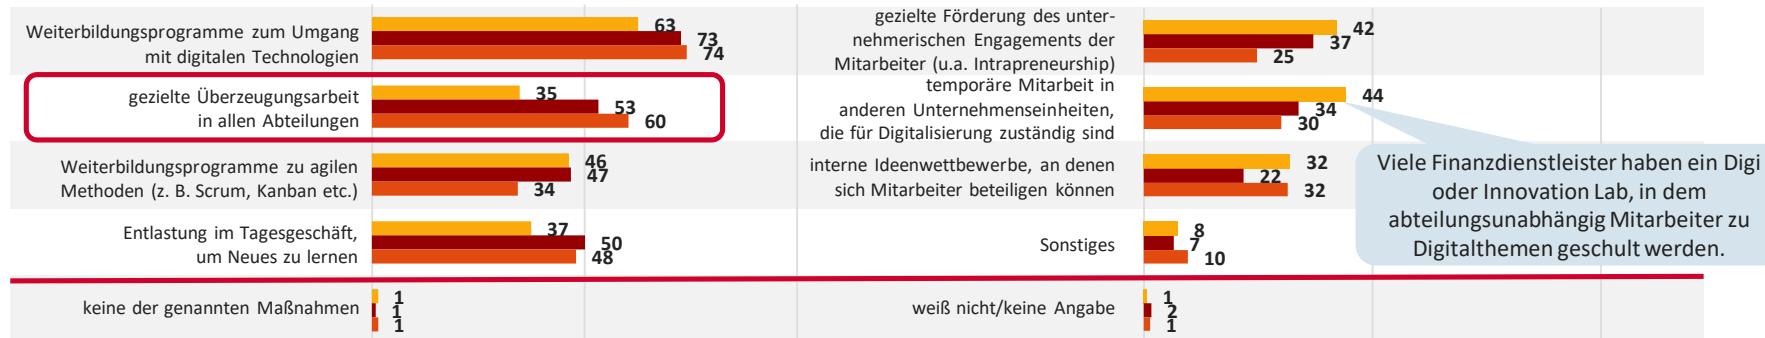 Weiterbildungsprogramme zum Umgang
mit digitalen Technologien
63
73
74
gezielte Überzeugungsarbeit
in allen Abteilungen
35
53
60
Weiterbildungsprogramme zu agilen
Methoden (z. B. Scrum, Kanban etc.)
46
47
34
Entlastung im Tagesgeschäft,
um Neues zu lernen
37
50
48
keine der genannten Maßnahmen
1
1
1
gezielte Förderung des unter-
nehmerischen Engagements der
Mitarbeiter (u.a. Intrapreneurship)
42
37
25
temporäre Mitarbeit in
anderen Unternehmenseinheiten,
die für Digitalisierung zuständig sind
44
34
30
interne Ideenwettbewerbe, an denen
sich Mitarbeiter beteiligen können
32
22
32
Sonstiges
8
7
10
weiß nicht/keine Angabe
1
2
1
Viele Finanzdienstleister haben ein Digi
oder Innovation Lab, in dem
abteilungsunabhängig Mitarbeiter zu
Digitalthemen geschult werden.